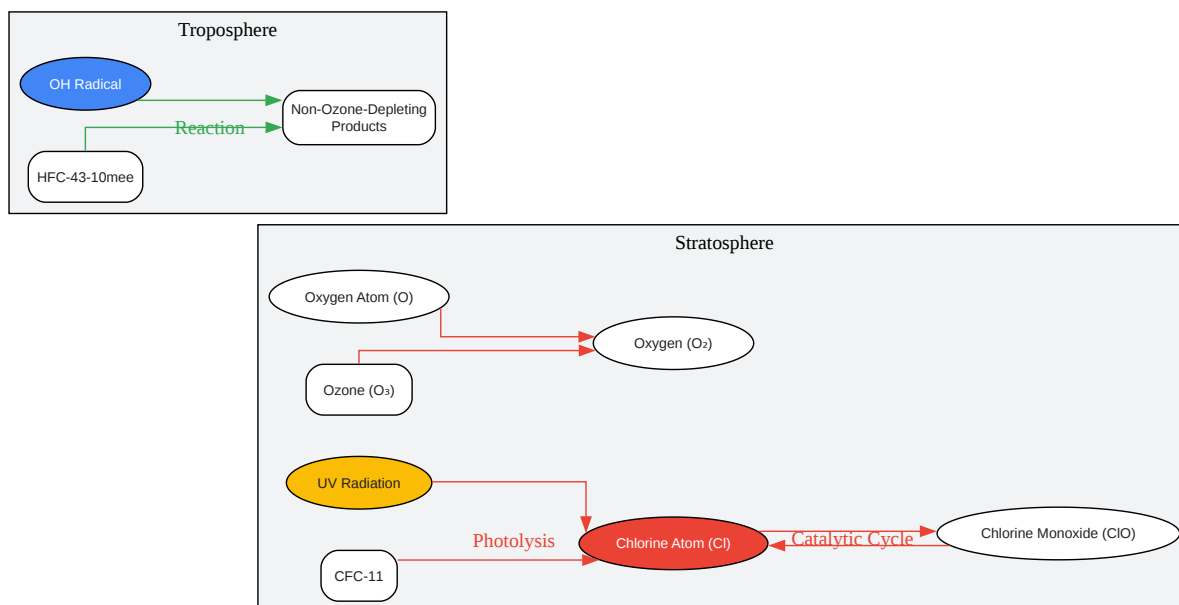 Troposphere
OH Radical
Non-Ozone-Depleting
Products
Reaction
HFC-43-10mee
Stratosphere
Oxygen Atom (O)
Oxygen (O₂)
Ozone (O₃)
UV Radiation
Photolysis
Chlorine Atom (Cl)
Catalytic Cycle
Chlorine Monoxide (ClO)
CFC-11